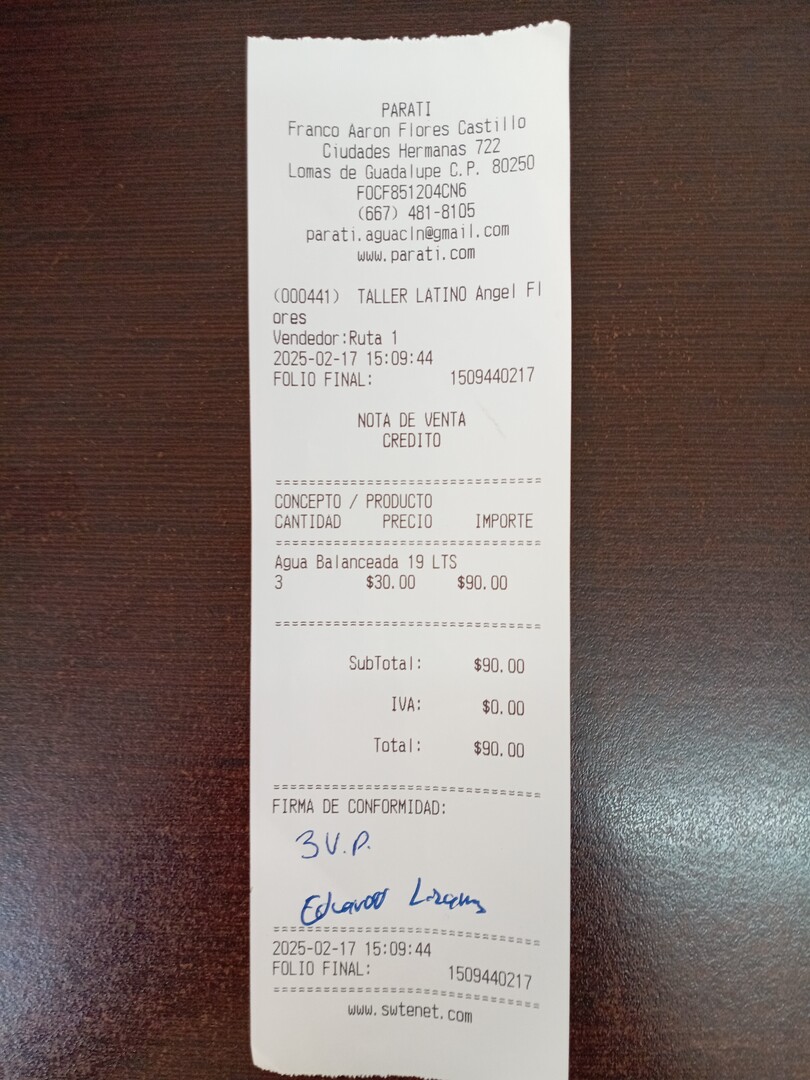 PARATI
Franco Aaron Flores Castillo
Ciudades Hermanas 722
Lomas de Guadalupe C.P. 80250
FOCF851204CN6
(667) 481-8105
parati.aguacln@gmail.com
www.parati.com
(000441) TALLER LATINO Angel Fl
ores
Vendedor:Ruta 1
2025-02-17 15:09:44
FOLIO FINAL: 1509440217
NOTA DE VENTA
CREDITO
================================
CONCEPTO / PRODUCTO
CANTIDAD PRECIO IMPORTE
================================
Agua Balanceada 19 LTS
3 $30.00 $90.00
================================
SubTotal: $90.00
IVA: $0.00
Total: $90.00
================================
FIRMA DE CONFORMIDAD:
3 V.P.
Eduardo
================================
2025-02-17 15:09:44
FOLIO FINAL: 1509440217
================================
www.swtenet.com